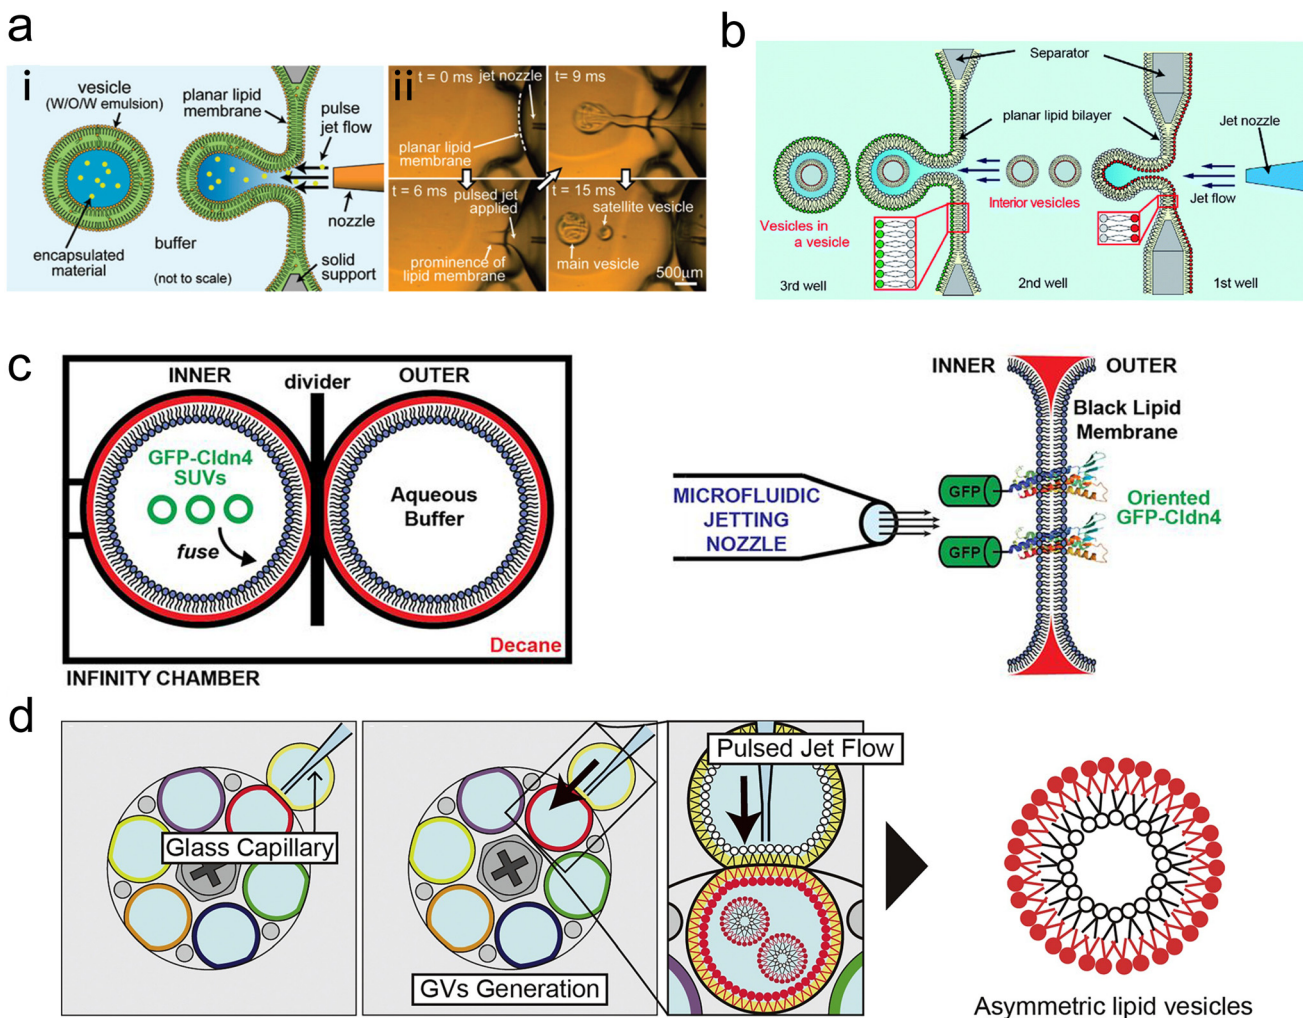 a
i
vesicle
(W/O/W emulsion)
planar lipid
membrane
pulse
jet flow
nozzle
encapsulated
material
buffer
(not to scale)
solid
support
ii
t = 0 ms
jet nozzle
planar lipid
membrane
t= 9 ms
t = 6 ms
pulsed jet
applied
prominence of
lipid membrane
t = 15 ms
satellite vesicle
main vesicle
500μm
b
Separator
planar lipid bilayer
Jet nozzle
Interior vesicles
Jet flow
Vesicles in
a vesicle
3rd well
2nd well
1st well
c
INNER
divider
OUTER
GFP-Cldn4
SUVs
fuse
Aqueous
Buffer
Decane
INFINITY CHAMBER
INNER
OUTER
Black Lipid
Membrane
MICROFLUIDIC
JETTING
NOZZLE
GFP
GFP
Oriented
GFP-Cldn4
d
Glass Capillary
GVs Generation
Pulsed Jet Flow
Asymmetric lipid vesicles